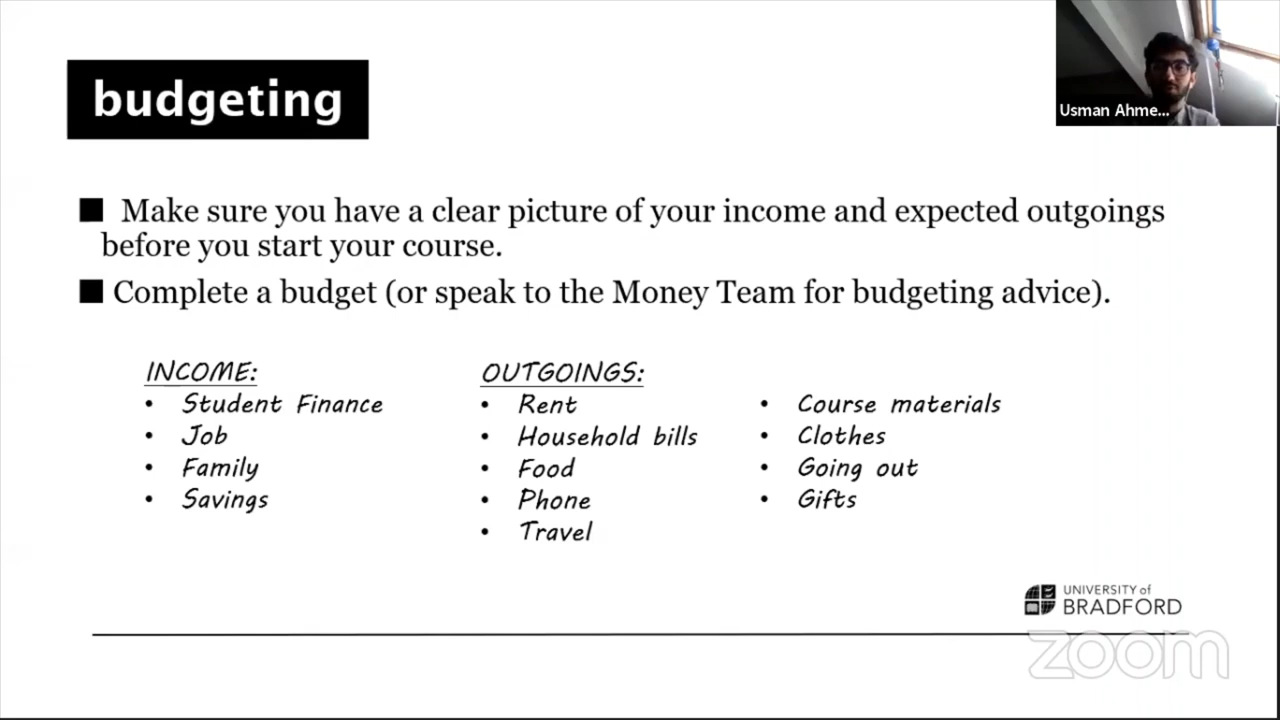 budgeting
Usman Ahme...
Make sure you have a clear picture of your income and expected outgoings
before you start your course.
Complete a budget (or speak to the Money Team for budgeting advice).
INCOME:
• Student Finance
• Job
• Family
• Savings
OUTGOINGS:
• Rent
• Household bills
• Food
• Phone
• Travel
• Course materials
• Clothes
• Going out
• Gifts
UNIVERSITY of
BRADFORD
zoom